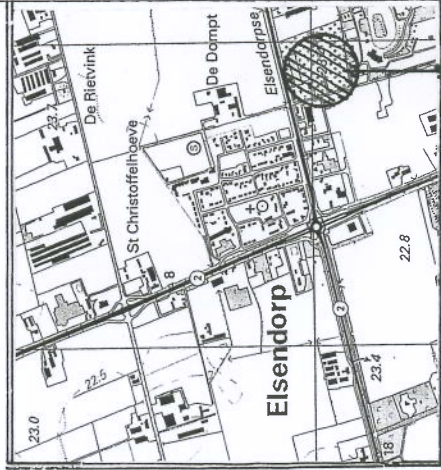 De Rietvink
23.7
St Christoffelhoeve
De Dompt
Elsendorpse
S
8
2
Elsendorp
22.5
23.0
2
22.8
23.4
18